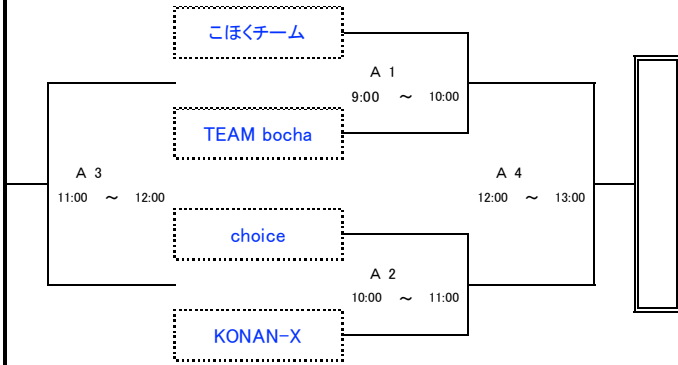 こほくチーム
A 1
9:00 ～ 10:00
TEAM bocha
A 3
11:00 ～ 12:00
A 4
12:00 ～ 13:00
choice
A 2
10:00 ～ 11:00
KONAN-X